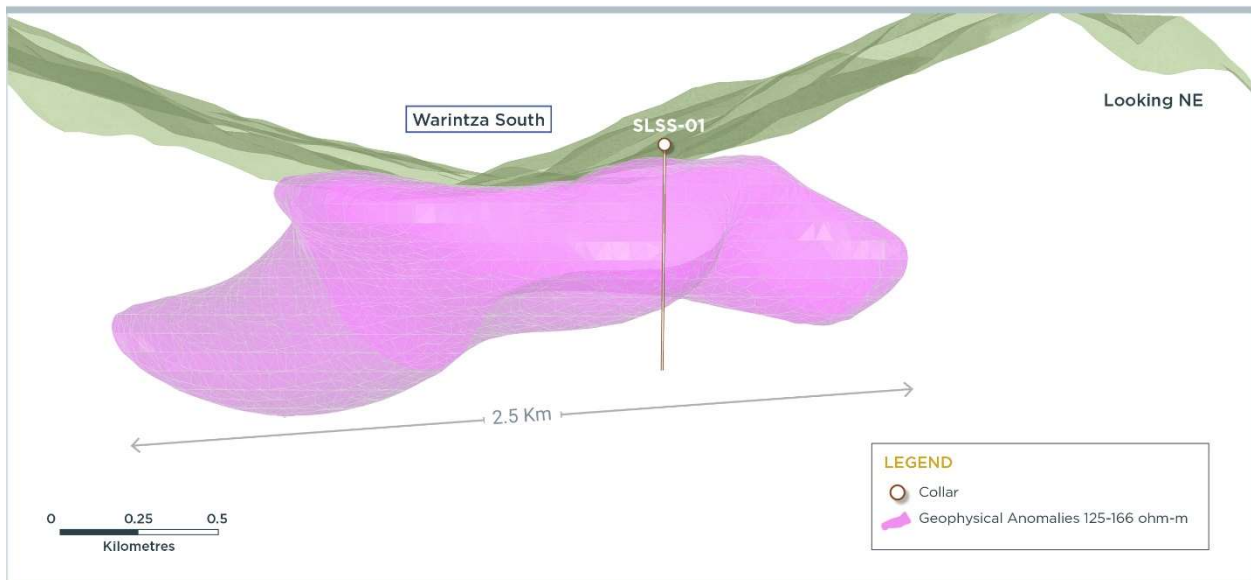 Looking NE
Warintza South
SLSS-01
2.5 Km
LEGEND
Collar
Geophysical Anomalies 125-166 ohm-m
0 0.25 0.5
Kilometres